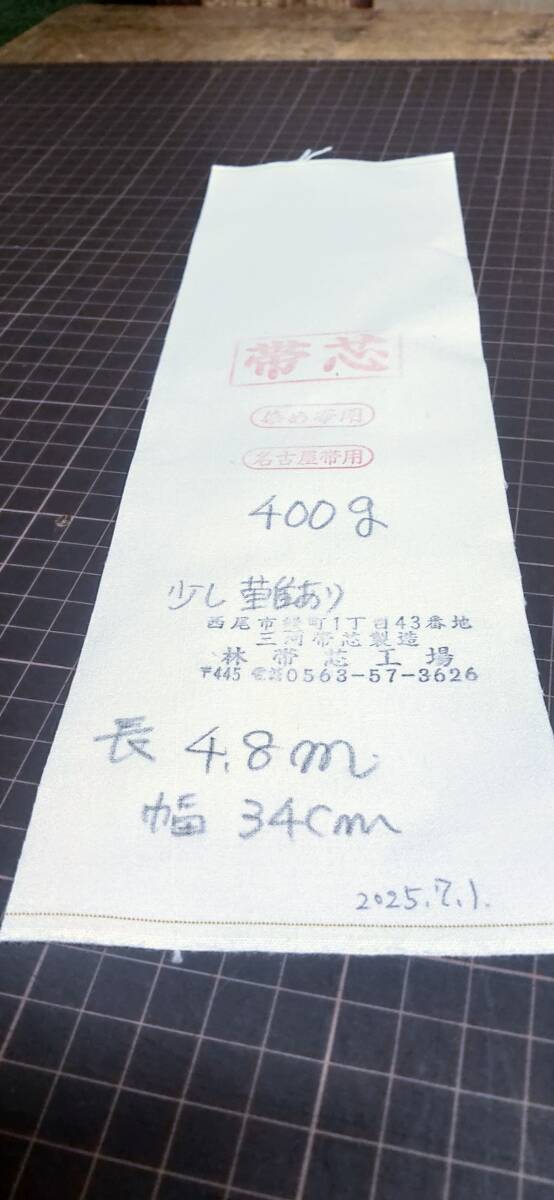 帯芯
染め帯用
名古屋帯用
400g
少し難あり
西尾市緑町1丁目43番地
三河帯芯製造
林帯芯工場
〒445 電話0563-57-3626
長 4.8m
幅 34cm
2025.7.1.